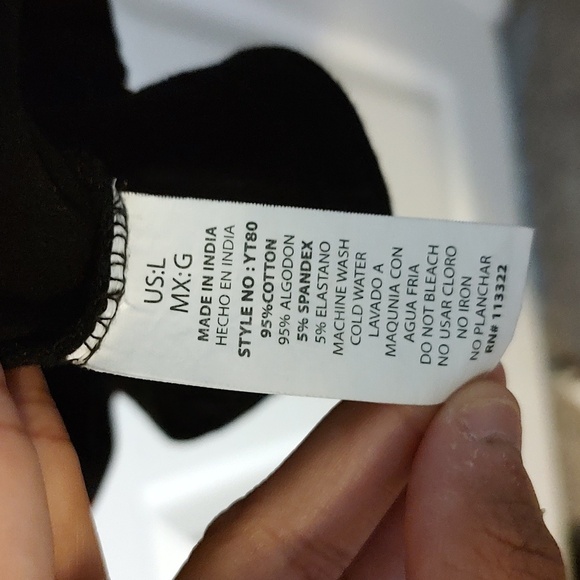 US:L
MX:G
MADE IN INDIA
HECHO EN INDIA
STYLE NO : YT80
95%COTTON
95% ALGODON
5% SPANDEX
5% ELASTANO
MACHINE WASH
COLD WATER
LAVADO A
MAQUNIA CON
AGUA FRIA
DO NOT BLEACH
NO USAR CLORO
NO IRON
NO PLANCHAR
RN# 113322